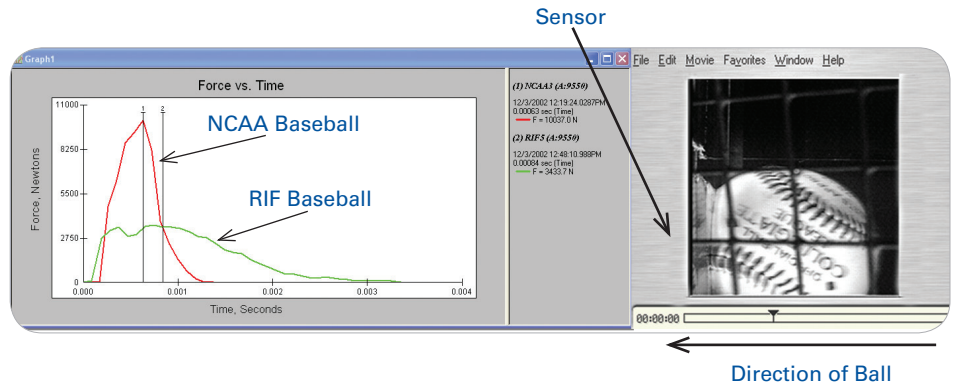 Sensor
Graph1
Force vs. Time
11000
8250
5500
2750
0
Force, Newtons
1
2
NCAA Baseball
RIF Baseball
0.000
0.001
0.002
0.003
0.004
Time, Seconds
(1) NCAA3 (A:9550)
12/3/2002 12:19:24.0287PM
0.00063 sec (Time)
F = 10037.0 N
(2) RIF5 (A:9550)
12/3/2002 12:48:10.988PM
0.00084 sec (Time)
F = 3433.7 N
File Edit Movie Favorites Window Help
OFFICIAL
COLLEGIATE
LEAGUE
00:00:00
Direction of Ball